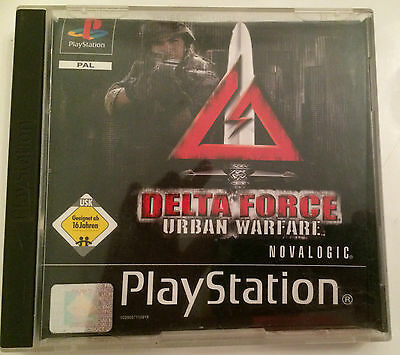 PlayStation
PAL
DELTA FORCE
URBAN WARFARE
USK
Geeignet ab
16 Jahren
NOVALOGIC
PlayStation®
PlayStation